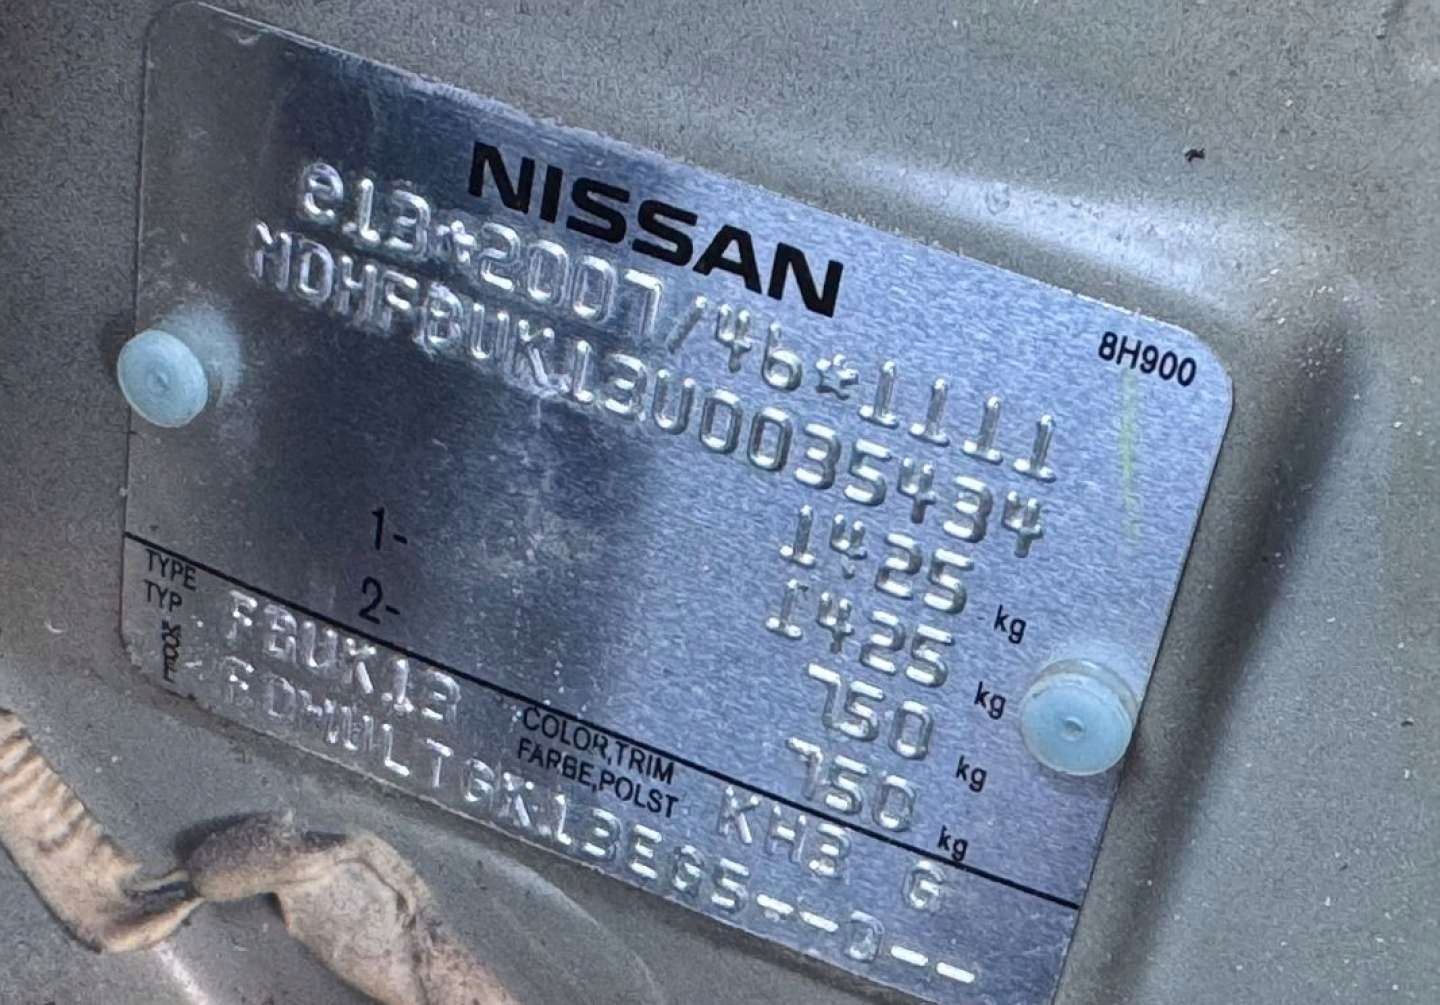 NISSAN
8H900
e13*2007/46*1111
MDHFBUK13U0035434
1425 kg
1425 kg
1- 750 kg
2- 750 kg
TYPE
TYP
FBUK13
COLOR,TRIM
FARBE,POLST
KH3 G